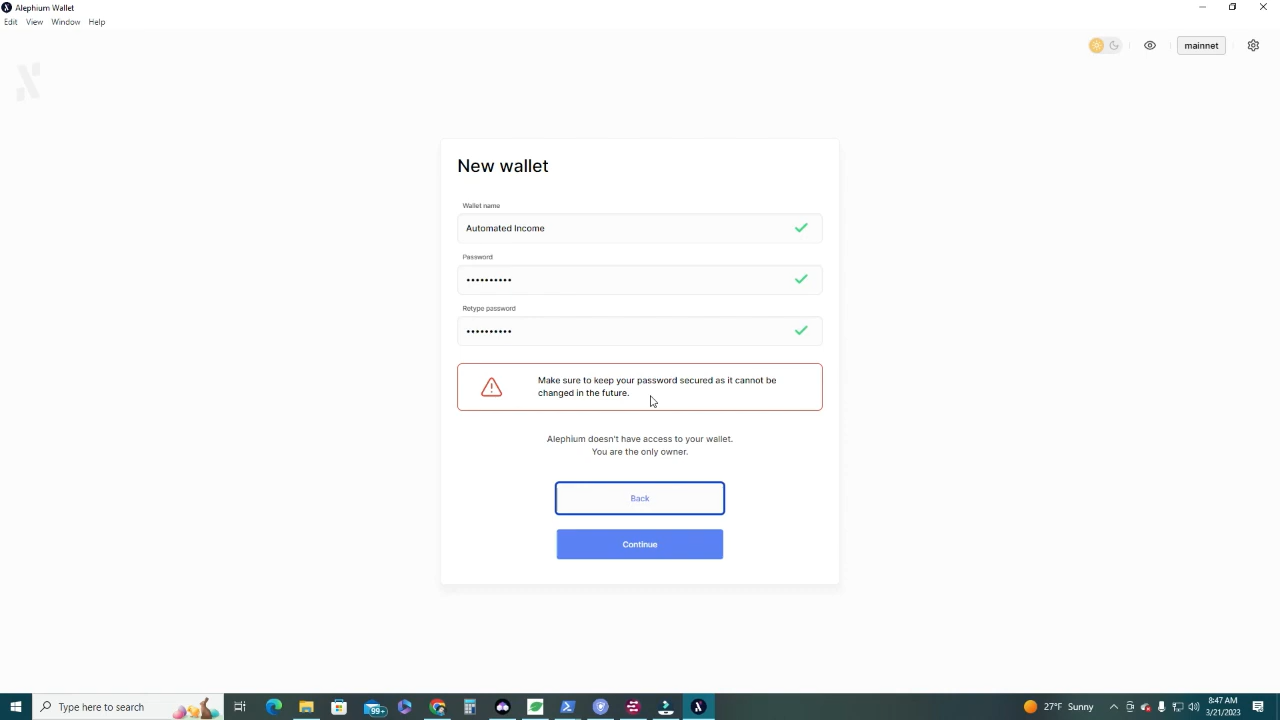 Alephium Wallet
Edit View Window Help
mainnet
New wallet
Wallet name
Automated Income
Password
••••••••••
Retype password
••••••••••
Make sure to keep your password secured as it cannot be
changed in the future.
Alephium doesn't have access to your wallet.
You are the only owner.
Back
Continue
Type here to search
99+
27°F Sunny
8:47 AM
3/21/2023